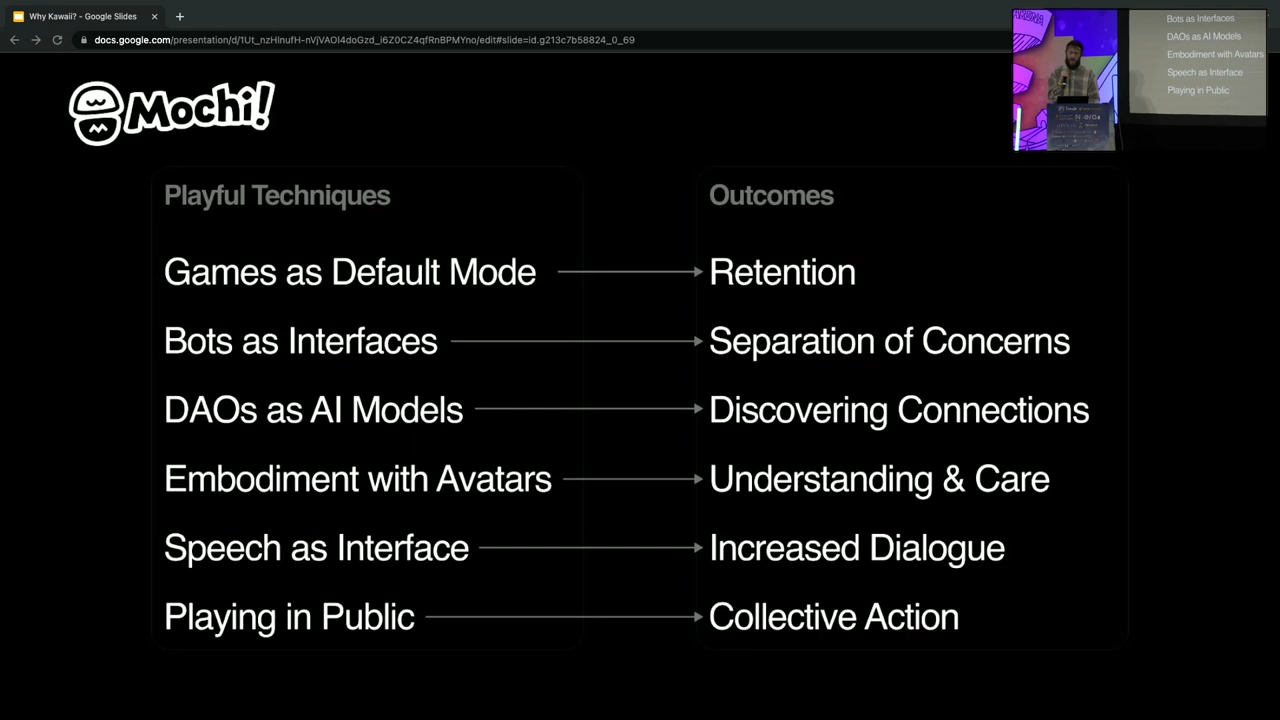 Why Kawaii? - Google Slides
docs.google.com/presentation/d/1Ut_nzHlnufH-nVjVAOl4doGzd_i6Z0CZ4qfRnBPMYno/edit#slide=id.g213c7b58824_0_69
Mochi!
Playful Techniques
Outcomes
Games as Default Mode
Retention
Bots as Interfaces
Separation of Concerns
DAOs as AI Models
Discovering Connections
Embodiment with Avatars
Understanding & Care
Speech as Interface
Increased Dialogue
Playing in Public
Collective Action
Bots as Interfaces
DAOs as AI Models
Embodiment with Avatars
Speech as Interface
Playing in Public